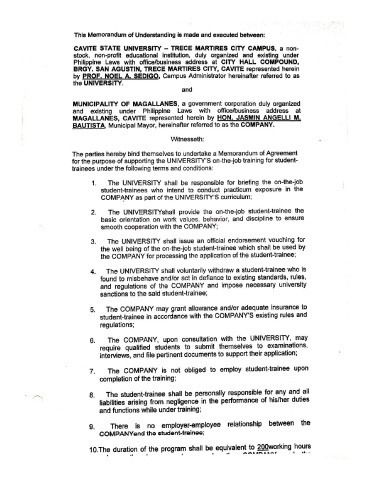 This Memorandum of Understanding is made and executed between:
CAVITE STATE UNIVERSITY – TRECE MARTIRES CITY CAMPUS, a non-
stock, non-profit educational institution, duly organized and existing under
Philippine Laws with office/business address at CITY HALL COMPOUND,
BRGY. SAN AGUSTIN, TRECE MARTIRES CITY, CAVITE represented herein
by PROF. NOEL A. SEDIGO, Campus Administrator hereinafter referred to as
the UNIVERSITY.
and
MUNICIPALITY OF MAGALLANES, a government corporation duly organized
and existing under Philippine Laws with office/business address at
MAGALLANES, CAVITE represented herein by HON. JASMIN ANGELLI M.
BAUTISTA, Municipal Mayor, hereinafter referred to as the COMPANY.
Witnesseth:
The parties hereby bind themselves to undertake a Memorandum of Agreement
for the purpose of supporting the UNIVERSITY'S on-the-job training for student-
trainees under the following terms and conditions:
1. The UNIVERSITY shall be responsible for briefing the on-the-job
student-trainees who intend to conduct practicum exposure in the
COMPANY as part of the UNIVERSITY'S curriculum;
2. The UNIVERSITYshall provide the on-the-job student-trainee the
basic orientation on work values, behavior, and discipline to ensure
smooth cooperation with the COMPANY;
3. The UNIVERSITY shall issue an official endorsement vouching for
the well being of the on-the-job student-trainee which shall be used by
the COMPANY for processing the application of the student-trainee;
4. The UNIVERSITY shall voluntarily withdraw a student-trainee who is
found to misbehave and/or act in defiance to existing standards, rules,
and regulations of the COMPANY and impose necessary university
sanctions to the said student-trainee;
5. The COMPANY may grant allowance and/or adequate insurance to
student-trainee in accordance with the COMPANY'S existing rules and
regulations;
6. The COMPANY, upon consultation with the UNIVERSITY, may
require qualified students to submit themselves to examinations,
interviews, and file pertinent documents to support their application;
7. The COMPANY is not obliged to employ student-trainee upon
completion of the training;
8. The student-trainee shall be personally responsible for any and all
liabilities arising from negligence in the performance of his/her duties
and functions while under training;
9. There is no employer-employee relationship between the
COMPANYand the student-trainee;
10.The duration of the program shall be equivalent to 200working hours